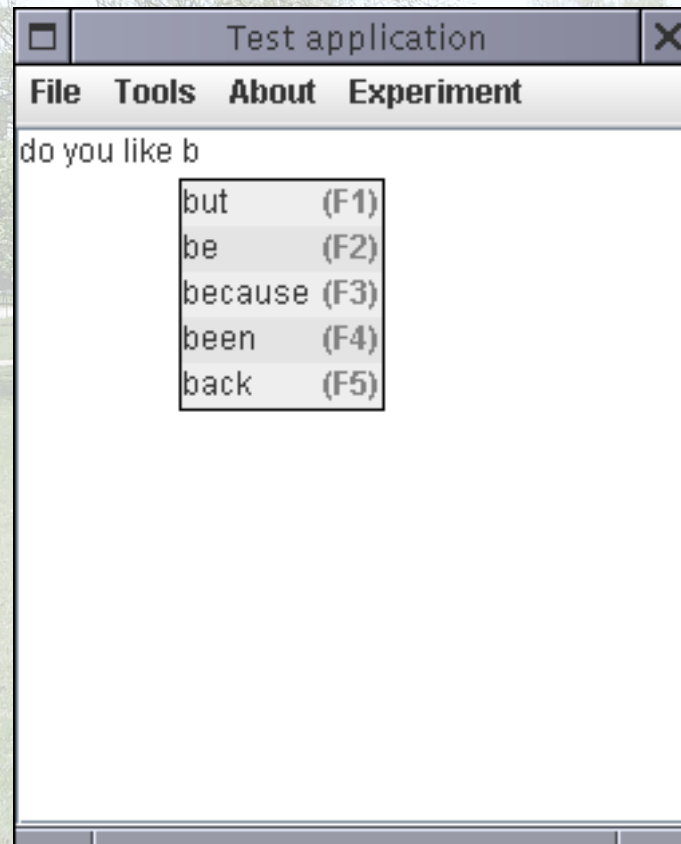 Test application
File Tools About Experiment
do you like b
but (F1)
be (F2)
because (F3)
been (F4)
back (F5)